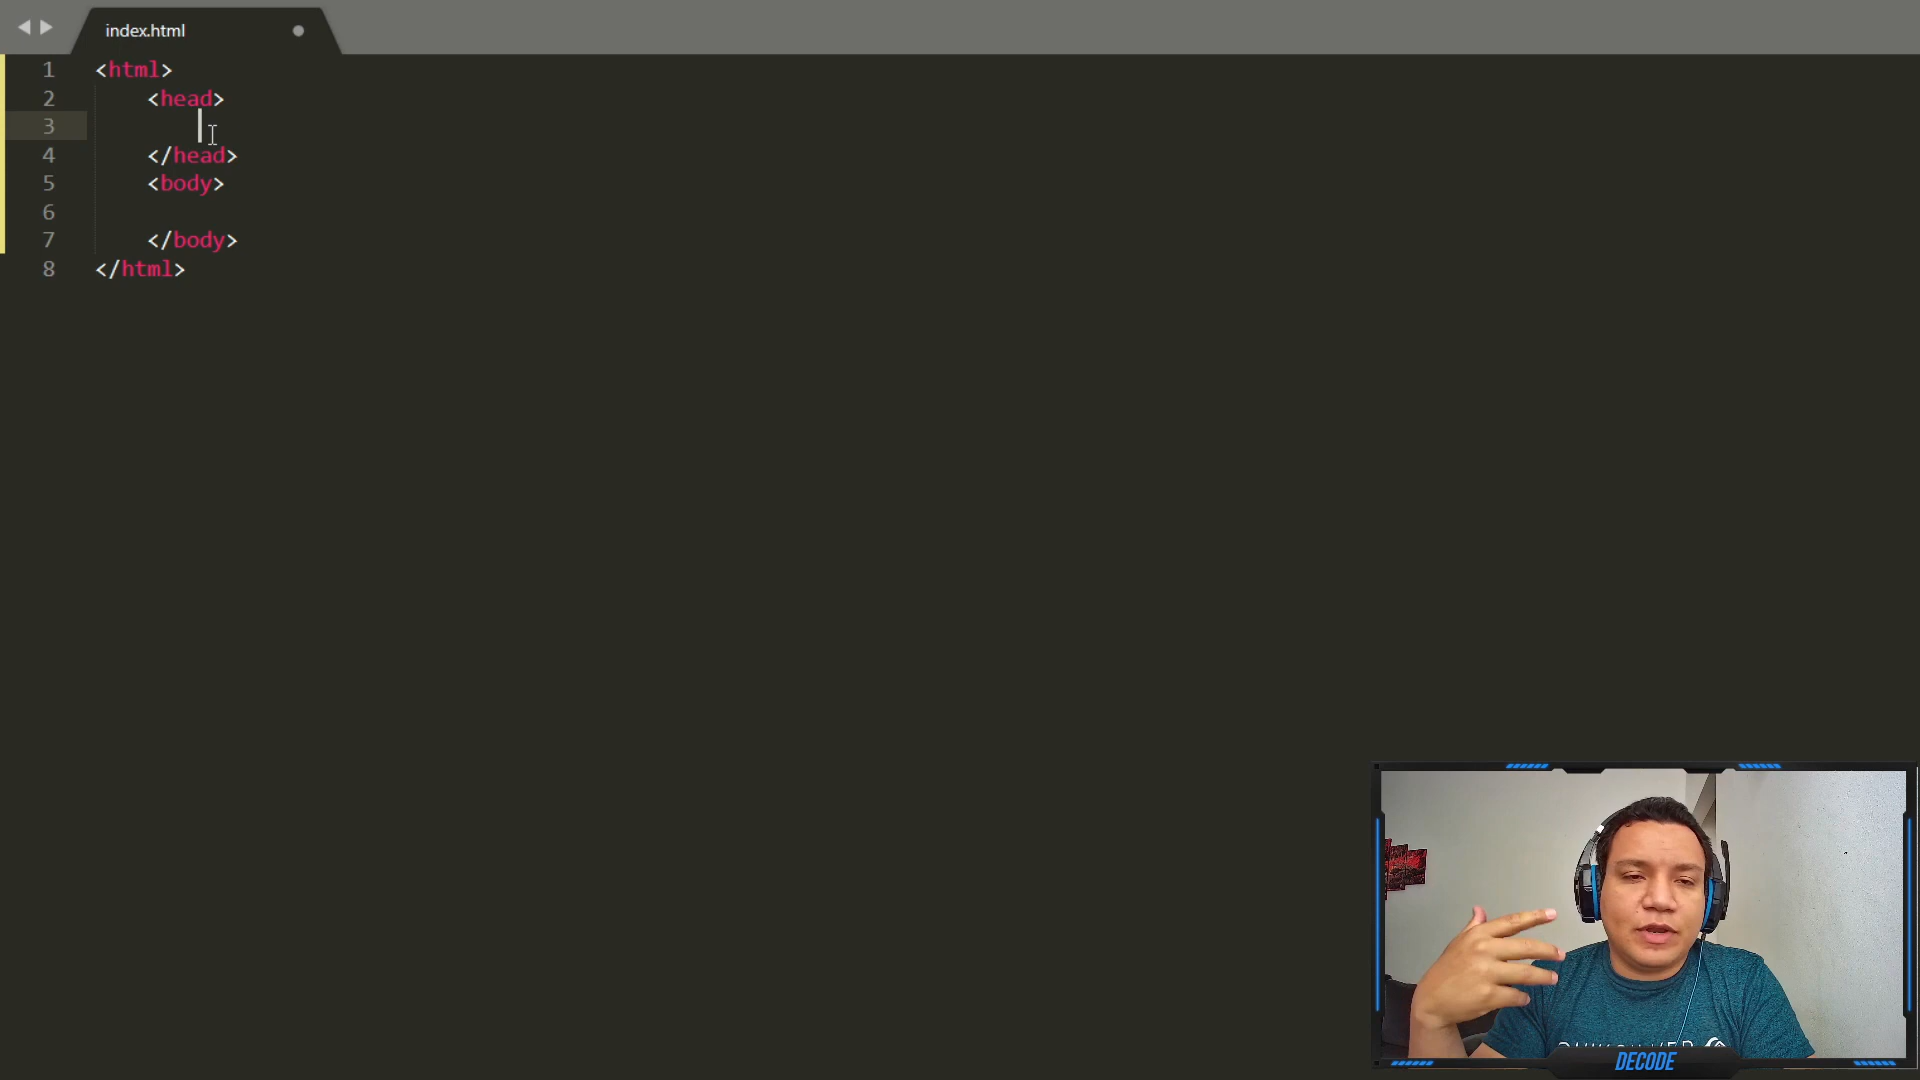 index.html
1 <html>
2 <head>
3
4 </head>
5 <body>
6
7 </body>
8 </html>
DECODE